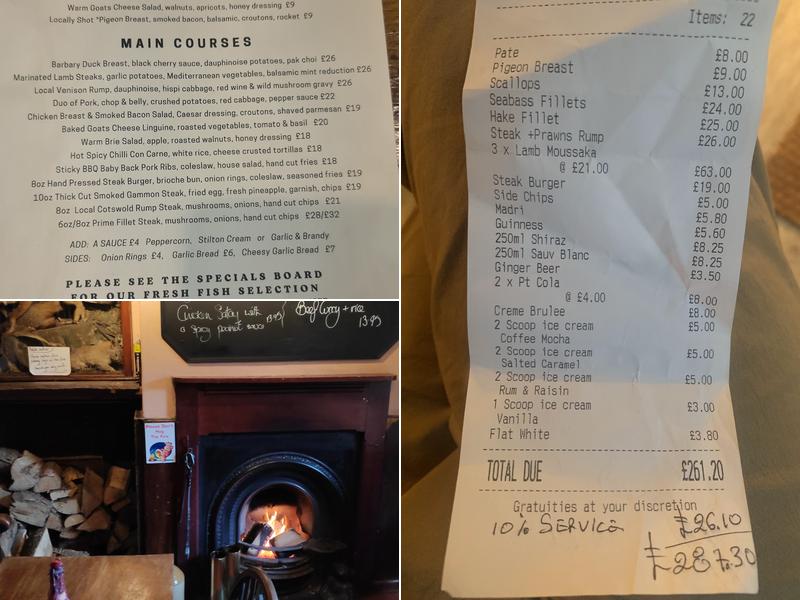 Warm Goats Cheese Salad, walnuts, apricots, honey dressing £9
Locally Shot *Pigeon Breast, smoked bacon, balsamic, croutons, rocket £9
MAIN COURSES
Barbary Duck Breast, black cherry sauce, dauphinoise potatoes, pak choi £26
Marinated Lamb Steaks, garlic potatoes, Mediterranean vegetables, balsamic mint reduction £26
Local Venison Rump, dauphinoise, hispi cabbage, red wine & wild mushroom gravy £26
Duo of Pork, chop & belly, crushed potatoes, red cabbage, pepper sauce £22
Chicken Breast & Smoked Bacon Salad, Caesar dressing, croutons, shaved parmesan £19
Baked Goats Cheese Linguine, roasted vegetables, tomato & basil £20
Warm Brie Salad, apple, roasted walnuts, honey dressing £18
Hot Spicy Chilli Con Carne, white rice, cheese crusted tortillas £18
Sticky BBQ Baby Back Pork Ribs, coleslaw, house salad, hand cut fries £18
8oz Hand Pressed Steak Burger, brioche bun, onion rings, coleslaw, seasoned fries £19
10oz Thick Cut Smoked Gammon Steak, fried egg, fresh pineapple, garnish, chips £19
8oz Local Cotswold Rump Steak, mushrooms, onions, hand cut chips £21
6oz/8oz Prime Fillet Steak, mushrooms, onions, hand cut chips £28/£32
ADD: A SAUCE £4 Peppercorn, Stilton Cream or Garlic & Brandy
SIDES: Onion Rings £4, Garlic Bread £6, Cheesy Garlic Bread £7
PLEASE SEE THE SPECIALS BOARD
FOR OUR FRESH FISH SELECTION
Chicken Satay with
a spicy peanut sauce 13.95
Beef Curry + rice
13.95
Please Don't
Hug
The Fire
Items: 22
Pate £8.00
Pigeon Breast £9.00
Scallops £13.00
Seabass Fillets £24.00
Hake Fillet £25.00
Steak +Prawns Rump £26.00
3 x Lamb Moussaka
@ £21.00 £63.00
Steak Burger £19.00
Side Chips £5.00
Madri £5.80
Guinness £5.60
250ml Shiraz £8.25
250ml Sauv Blanc £8.25
Ginger Beer £3.50
2 x Pt Cola
@ £4.00 £8.00
Creme Brulee £8.00
2 Scoop ice cream £5.00
Coffee Mocha
2 Scoop ice cream £5.00
Salted Caramel
2 Scoop ice cream £5.00
Rum & Raisin
1 Scoop ice cream £3.00
Vanilla
Flat White £3.80
TOTAL DUE £261.20
Gratuities at your discretion
10% SERVICE £26.10
£287.30